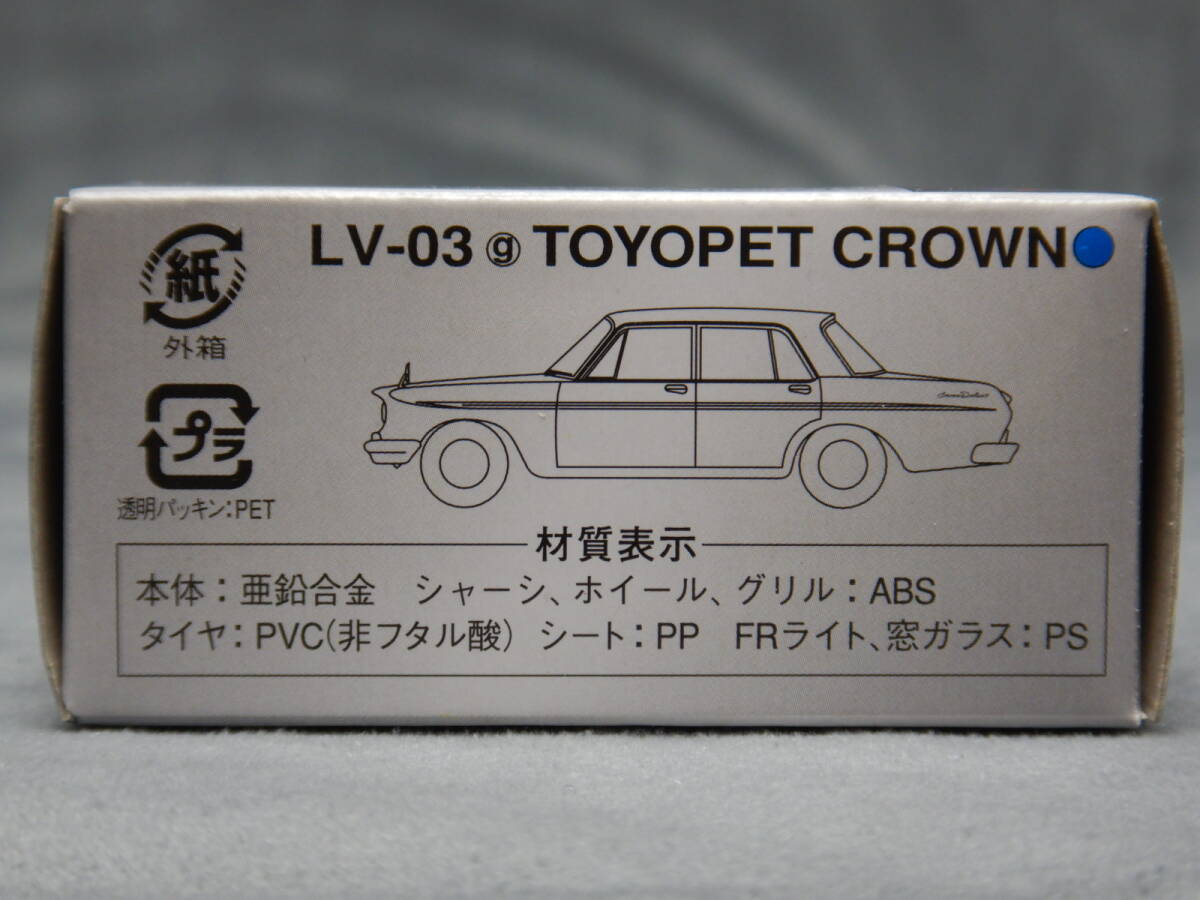 LV-03 ⓖ TOYOPET CROWN
紙
外箱
プラ
透明パッキン:PET
材質表示
本体:亜鉛合金 シャーシ、ホイール、グリル:ABS
タイヤ:PVC(非フタル酸) シート:PP FRライト、窓ガラス:PS